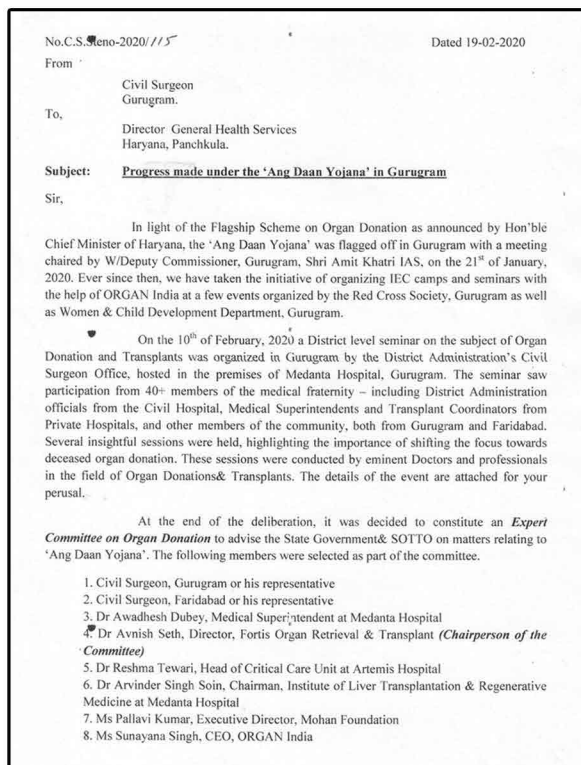 No.C.S.Steno-2020/115 Dated 19-02-2020
From
Civil Surgeon
Gurugram.
To,
Director General Health Services
Haryana, Panchkula.
Subject: Progress made under the 'Ang Daan Yojana' in Gurugram
Sir,
In light of the Flagship Scheme on Organ Donation as announced by Hon'ble
Chief Minister of Haryana, the 'Ang Daan Yojana' was flagged off in Gurugram with a meeting
chaired by W/Deputy Commissioner, Gurugram, Shri Amit Khatri IAS, on the 21st of January,
2020. Ever since then, we have taken the initiative of organizing IEC camps and seminars with
the help of ORGAN India at a few events organized by the Red Cross Society, Gurugram as well
as Women & Child Development Department, Gurugram.
On the 10th of February, 2020 a District level seminar on the subject of Organ
Donation and Transplants was organized in Gurugram by the District Administration's Civil
Surgeon Office, hosted in the premises of Medanta Hospital, Gurugram. The seminar saw
participation from 40+ members of the medical fraternity – including District Administration
officials from the Civil Hospital, Medical Superintendents and Transplant Coordinators from
Private Hospitals, and other members of the community, both from Gurugram and Faridabad.
Several insightful sessions were held, highlighting the importance of shifting the focus towards
deceased organ donation. These sessions were conducted by eminent Doctors and professionals
in the field of Organ Donations& Transplants. The details of the event are attached for your
perusal.
At the end of the deliberation, it was decided to constitute an Expert
Committee on Organ Donation to advise the State Government& SOTTO on matters relating to
'Ang Daan Yojana'. The following members were selected as part of the committee.
1. Civil Surgeon, Gurugram or his representative
2. Civil Surgeon, Faridabad or his representative
3. Dr Awadhesh Dubey, Medical Superintendent at Medanta Hospital
4. Dr Avnish Seth, Director, Fortis Organ Retrieval & Transplant (Chairperson of the
Committee)
5. Dr Reshma Tewari, Head of Critical Care Unit at Artemis Hospital
6. Dr Arvinder Singh Soin, Chairman, Institute of Liver Transplantation & Regenerative
Medicine at Medanta Hospital
7. Ms Pallavi Kumar, Executive Director, Mohan Foundation
8. Ms Sunayana Singh, CEO, ORGAN India